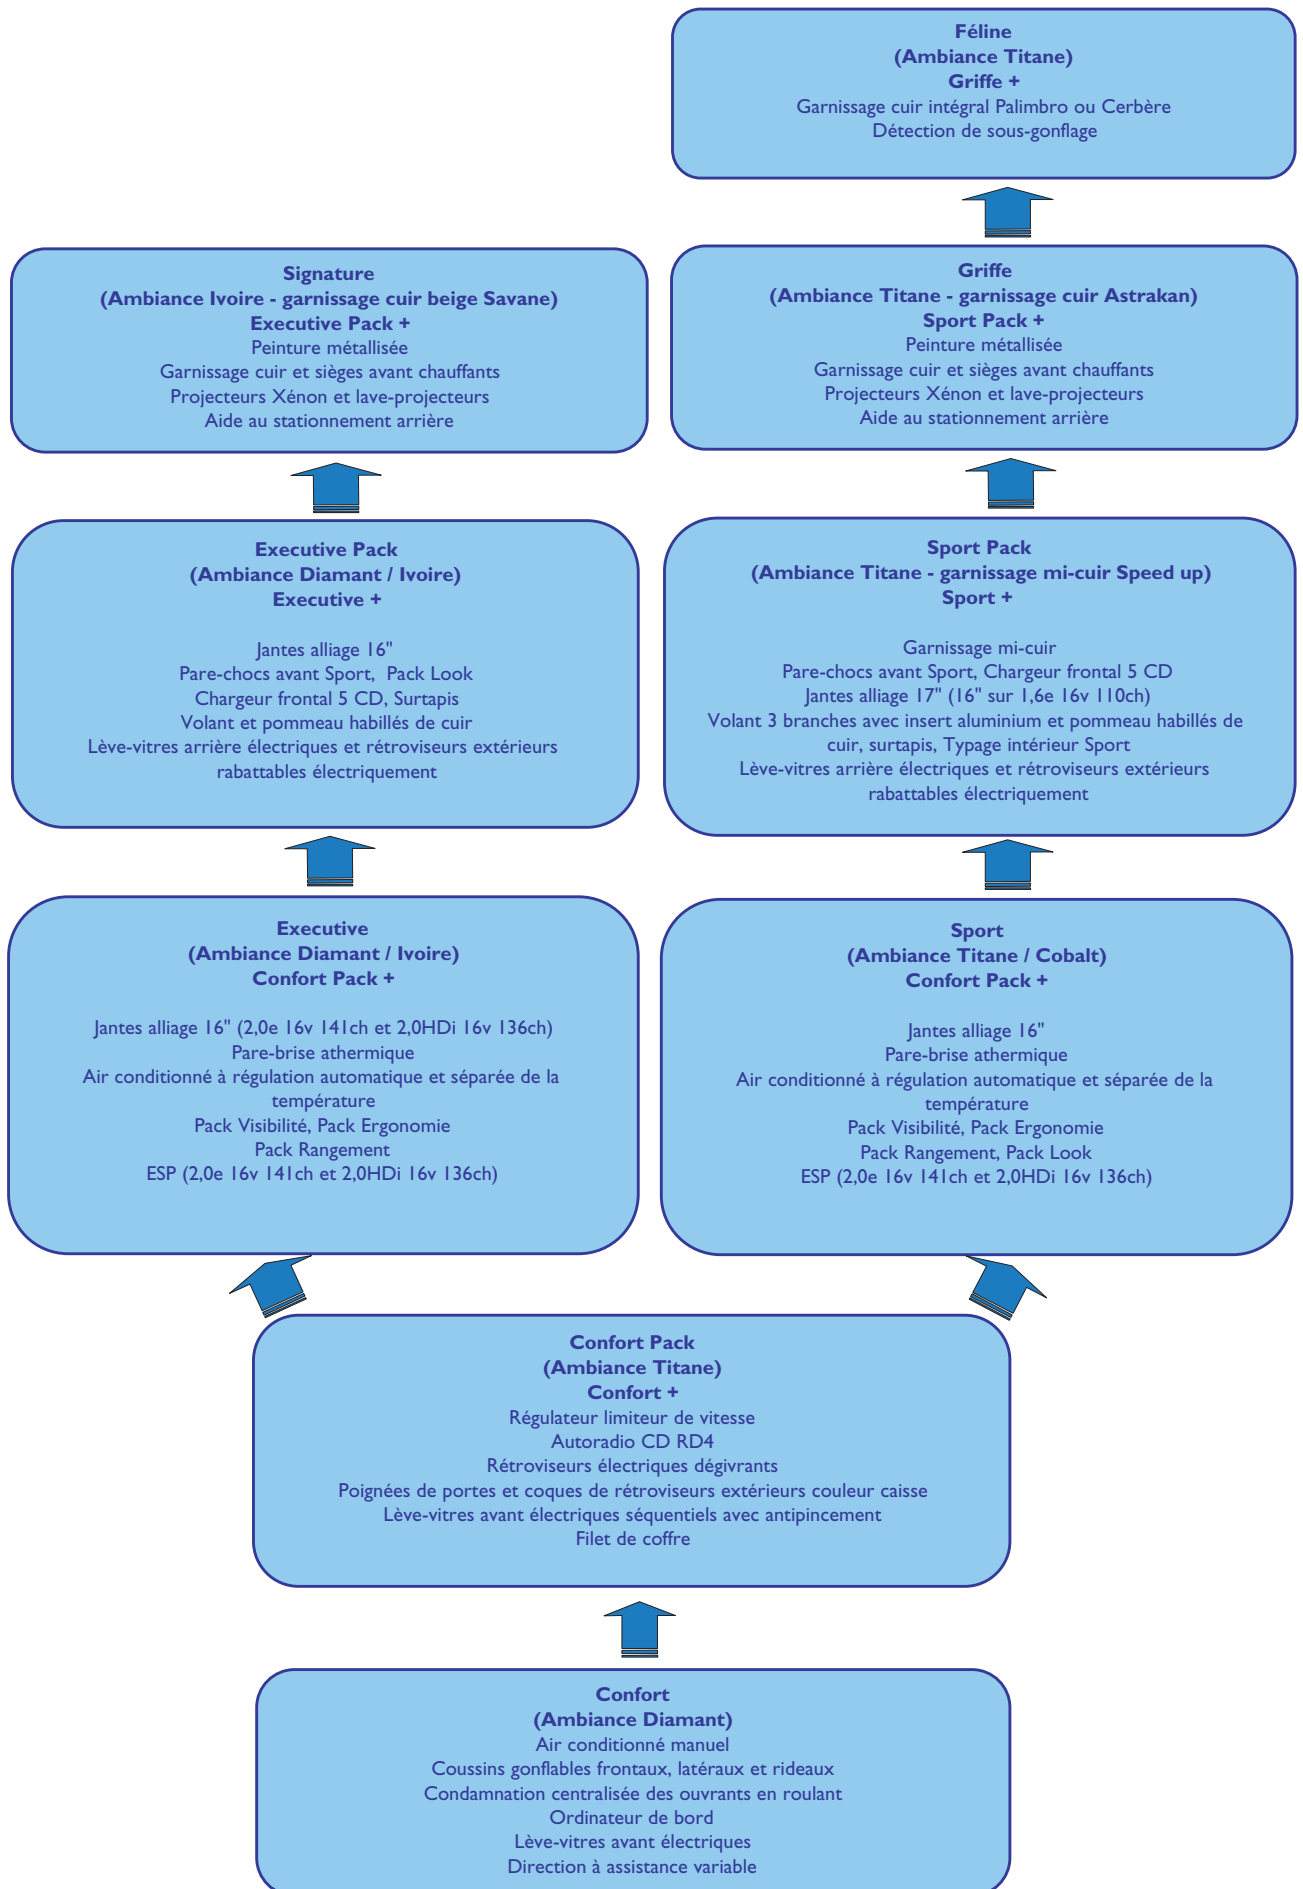 Féline
(Ambiance Titane)
Griffe +
Garnissage cuir intégral Palimbro ou Cerbère
Détection de sous-gonflage
Signature
(Ambiance Ivoire - garnissage cuir beige Savane)
Executive Pack +
Peinture métallisée
Garnissage cuir et sièges avant chauffants
Projecteurs Xénon et lave-projecteurs
Aide au stationnement arrière
Griffe
(Ambiance Titane - garnissage cuir Astrakan)
Sport Pack +
Peinture métallisée
Garnissage cuir et sièges avant chauffants
Projecteurs Xénon et lave-projecteurs
Aide au stationnement arrière
Executive Pack
(Ambiance Diamant / Ivoire)
Executive +
Jantes alliage 16"
Pare-chocs avant Sport, Pack Look
Chargeur frontal 5 CD, Surtapis
Volant et pommeau habillés de cuir
Lève-vitres arrière électriques et rétroviseurs extérieurs
rabattables électriquement
Sport Pack
(Ambiance Titane - garnissage mi-cuir Speed up)
Sport +
Garnissage mi-cuir
Pare-chocs avant Sport, Chargeur frontal 5 CD
Jantes alliage 17" (16" sur 1,6e 16v 110ch)
Volant 3 branches avec insert aluminium et pommeau habillés de
cuir, surtapis, Typage intérieur Sport
Lève-vitres arrière électriques et rétroviseurs extérieurs
rabattables électriquement
Executive
(Ambiance Diamant / Ivoire)
Confort Pack +
Jantes alliage 16" (2,0e 16v 141ch et 2,0HDi 16v 136ch)
Pare-brise athermique
Air conditionné à régulation automatique et séparée de la
température
Pack Visibilité, Pack Ergonomie
Pack Rangement
ESP (2,0e 16v 141ch et 2,0HDi 16v 136ch)
Sport
(Ambiance Titane / Cobalt)
Confort Pack +
Jantes alliage 16"
Pare-brise athermique
Air conditionné à régulation automatique et séparée de la
température
Pack Visibilité, Pack Ergonomie
Pack Rangement, Pack Look
ESP (2,0e 16v 141ch et 2,0HDi 16v 136ch)
Confort Pack
(Ambiance Titane)
Confort +
Régulateur limiteur de vitesse
Autoradio CD RD4
Rétroviseurs électriques dégivrants
Poignées de portes et coques de rétroviseurs extérieurs couleur caisse
Lève-vitres avant électriques séquentiels avec antipincement
Filet de coffre
Confort
(Ambiance Diamant)
Air conditionné manuel
Coussins gonflables frontaux, latéraux et rideaux
Condamnation centralisée des ouvrants en roulant
Ordinateur de bord
Lève-vitres avant électriques
Direction à assistance variable